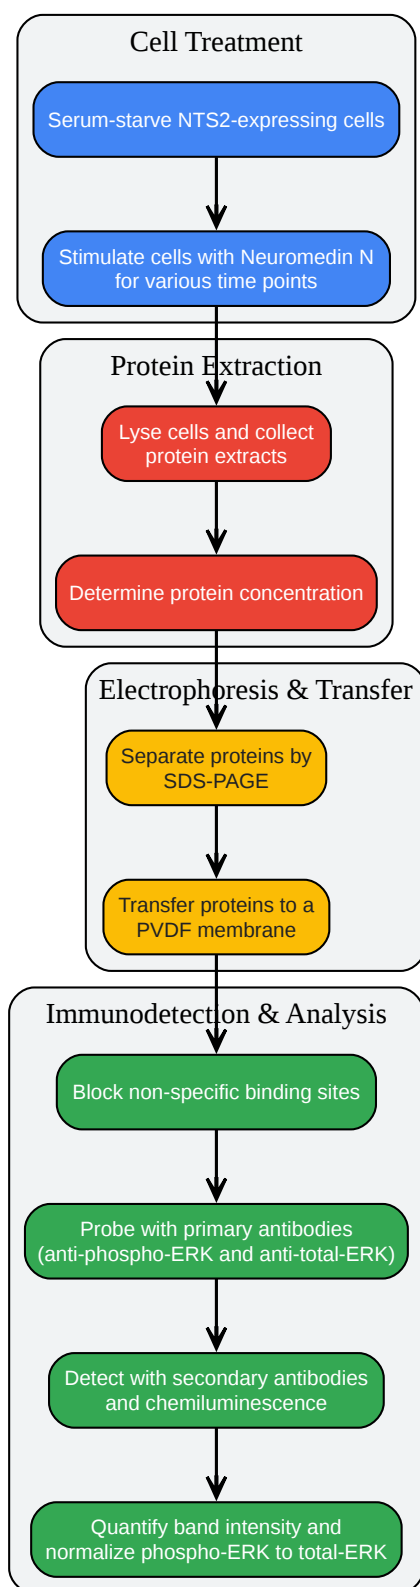 Cell Treatment
Serum-starve NTS2-expressing cells
Stimulate cells with Neuromedin N
for various time points
Protein Extraction
Lyse cells and collect
protein extracts
Determine protein concentration
Electrophoresis & Transfer
Separate proteins by
SDS-PAGE
Transfer proteins to a
PVDF membrane
Immunodetection & Analysis
Block non-specific binding sites
Probe with primary antibodies
(anti-phospho-ERK and anti-total-ERK)
Detect with secondary antibodies
and chemiluminescence
Quantify band intensity and
normalize phospho-ERK to total-ERK